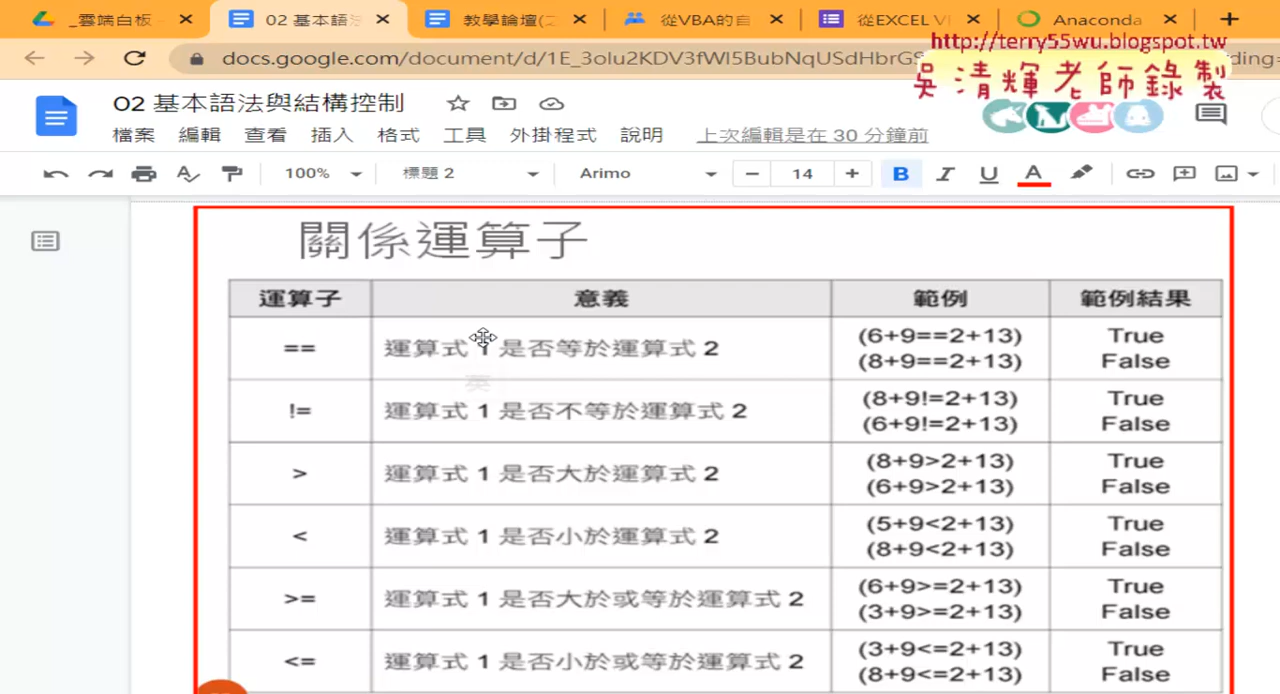 _雲端白板
02 基本語法
教學論壇(
從VBA的自
從EXCEL VI
Anaconda
http://terry55wu.blogspot.tw
docs.google.com/document/d/1E_3olu2KDV3fWl5BubNqUSdHbrG
吳清輝老師錄製
02 基本語法與結構控制
檔案 編輯 查看 插入 格式 工具 外掛程式 說明 上次編輯是在 30 分鐘前
100% 標題 2 Arimo 14 B I U A
關係運算子
運算子 意義 範例 範例結果
== 運算式 1 是否等於運算式 2 (6+9==2+13) True
(8+9==2+13) False
英
!= 運算式 1 是否不等於運算式 2 (8+9!=2+13) True
(6+9!=2+13) False
> 運算式 1 是否大於運算式 2 (8+9>2+13) True
(6+9>2+13) False
< 運算式 1 是否小於運算式 2 (5+9<2+13) True
(8+9<2+13) False
>= 運算式 1 是否大於或等於運算式 2 (6+9>=2+13) True
(3+9>=2+13) False
<= 運算式 1 是否小於或等於運算式 2 (3+9<=2+13) True
(8+9<=2+13) False